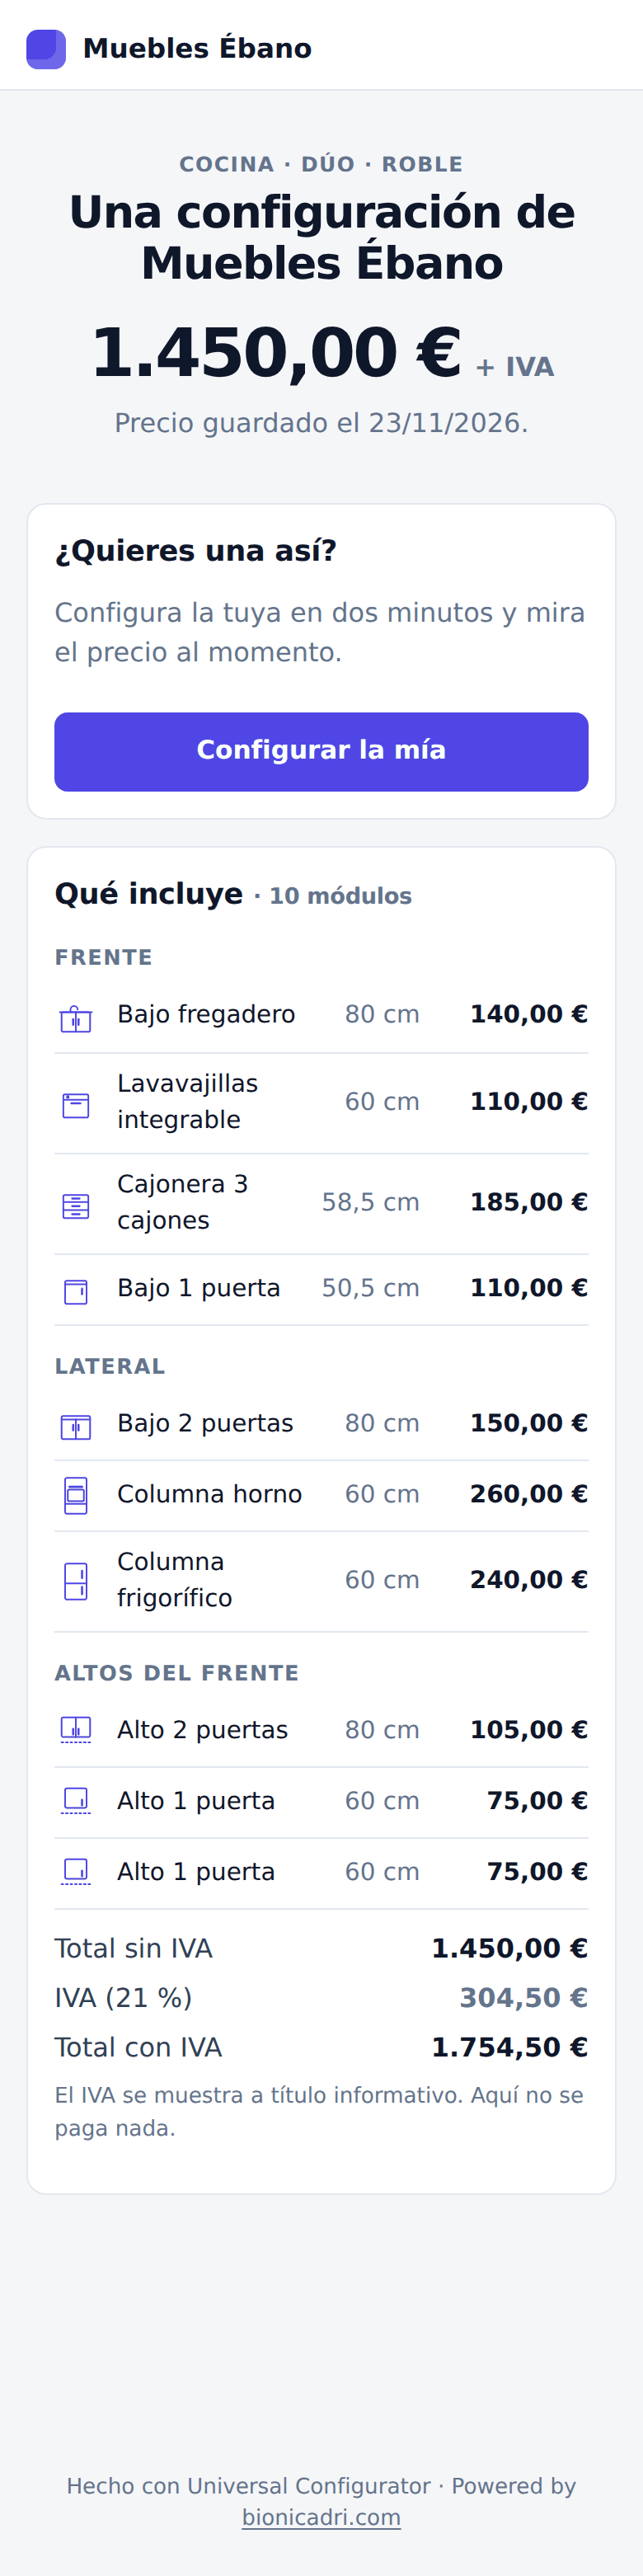 Muebles Ébano
COCINA · DÚO · ROBLE
Una configuración de
Muebles Ébano
1.450,00 € + IVA
Precio guardado el 23/11/2026.
¿Quieres una así?
Configura la tuya en dos minutos y mira
el precio al momento.
Configurar la mía
Qué incluye · 10 módulos
FRENTE
Bajo fregadero 80 cm 140,00 €
Lavavajillas
integrable 60 cm 110,00 €
Cajonera 3
cajones 58,5 cm 185,00 €
Bajo 1 puerta 50,5 cm 110,00 €
LATERAL
Bajo 2 puertas 80 cm 150,00 €
Columna horno 60 cm 260,00 €
Columna
frigorífico 60 cm 240,00 €
ALTOS DEL FRENTE
Alto 2 puertas 80 cm 105,00 €
Alto 1 puerta 60 cm 75,00 €
Alto 1 puerta 60 cm 75,00 €
Total sin IVA 1.450,00 €
IVA (21 %) 304,50 €
Total con IVA 1.754,50 €
El IVA se muestra a título informativo. Aquí no se
paga nada.
Hecho con Universal Configurator · Powered by
bionicadri.com